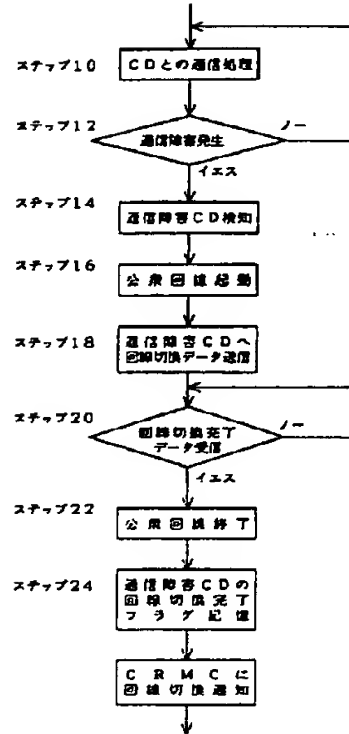 ステップ10
CDとの通信処理
ステップ12
通信障害発生
ノー
イエス
ステップ14
通信障害CD検知
ステップ16
公衆回線起動
ステップ18
通信障害CDへ
回線切換データ送信
ステップ20
回線切換完了
データ受信
ノー
イエス
ステップ22
公衆回線終了
ステップ24
通信障害CDの
回線切換完了
フラグ記憶
CRMCに
回線切換通知